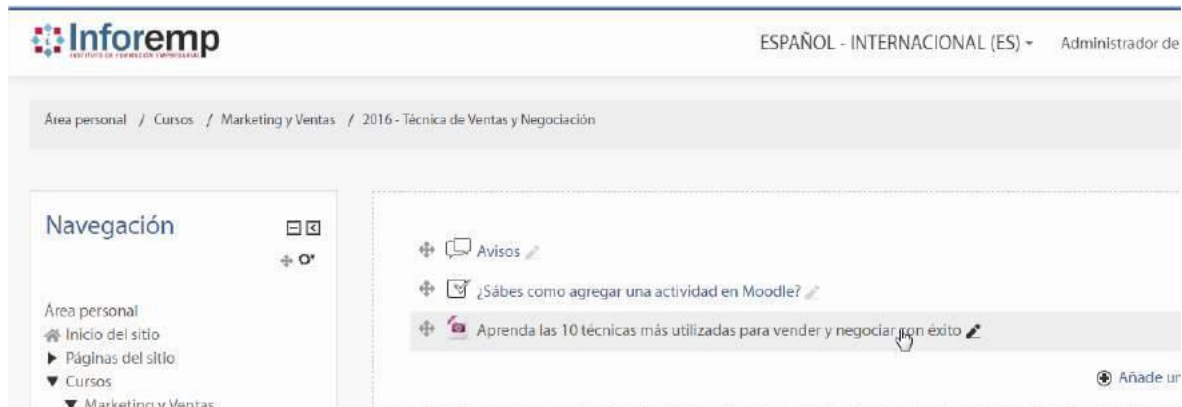 Inforemp
INSTITUTO DE FORMACIÓN EMPRESARIAL
ESPAÑOL - INTERNACIONAL (ES)
Administrador de
Área personal / Cursos / Marketing y Ventas / 2016 - Técnica de Ventas y Negociación
Navegación
Avisos
¿Sábes como agregar una actividad en Moodle?
Aprenda las 10 técnicas más utilizadas para vender y negociar con éxito
Añade un
Área personal
Inicio del sitio
Páginas del sitio
Cursos
Marketing y Ventas